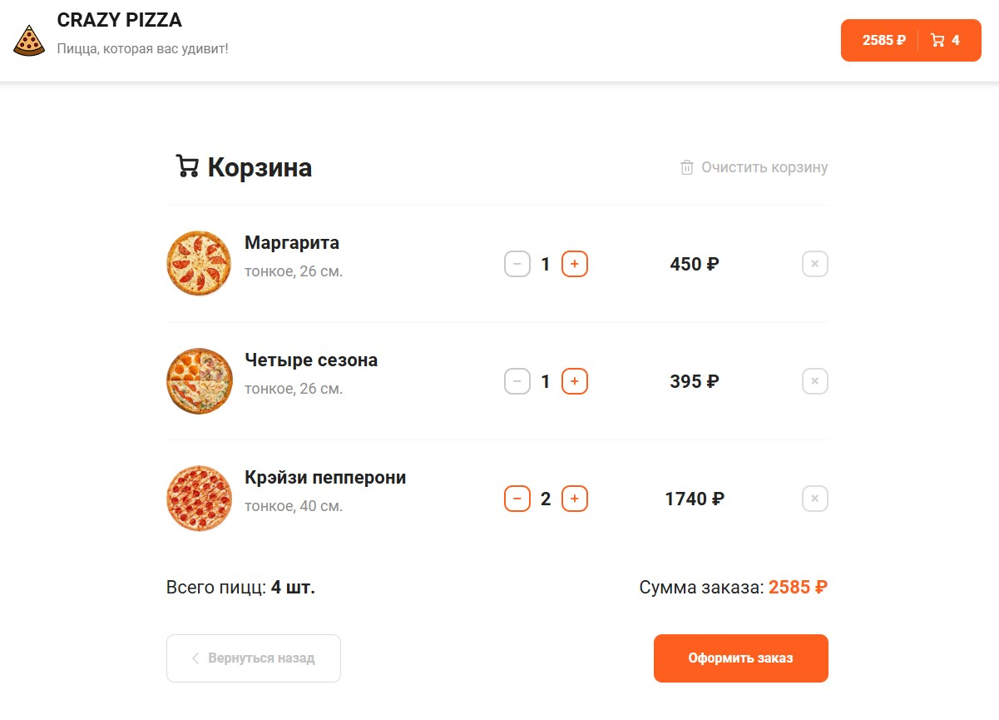 CRAZY PIZZA
Пицца, которая вас удивит!
2585 ₽ 4
Корзина
Очистить корзину
Маргарита
тонкое, 26 см.
1
450 ₽
Четыре сезона
тонкое, 26 см.
1
395 ₽
Крэйзи пепперони
тонкое, 40 см.
2
1740 ₽
Всего пицц: 4 шт.
Сумма заказа: 2585 ₽
Вернуться назад
Оформить заказ